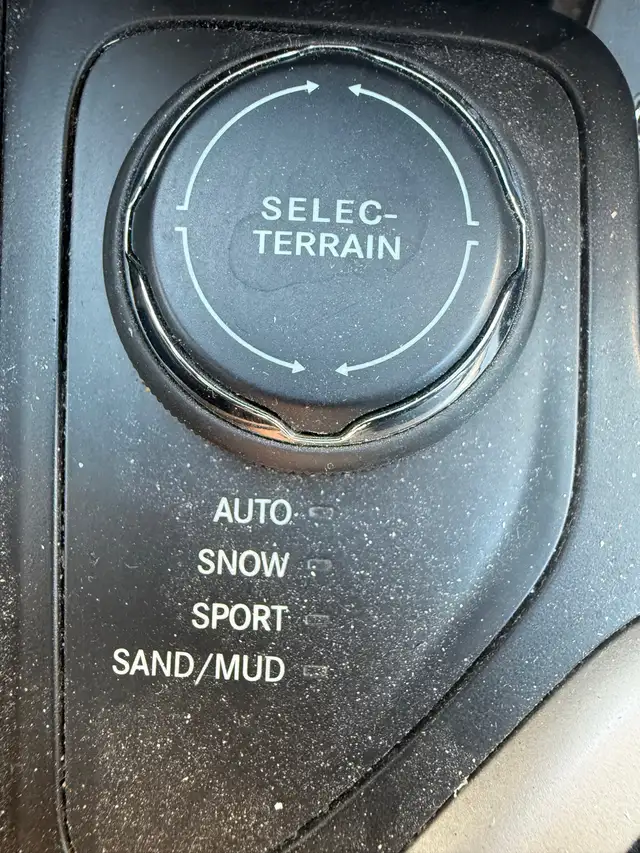 SELEC-
TERRAIN
AUTO
SNOW
SPORT
SAND/MUD